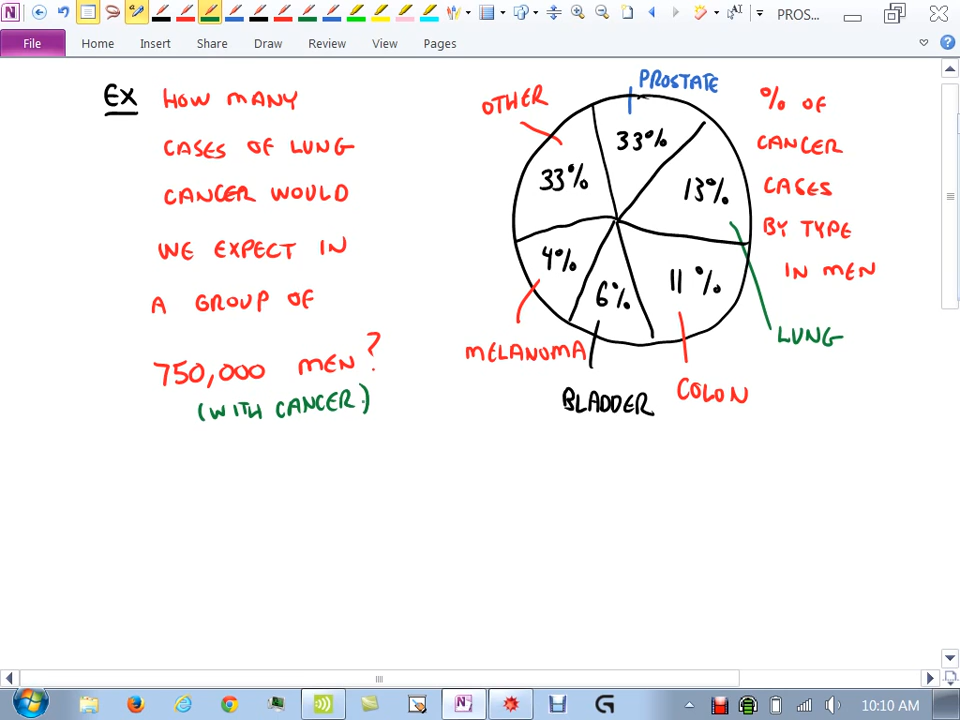 PROS...
File
Home
Insert
Share
Draw
Review
View
Pages
EX
HOW MANY
CASES OF LUNG
CANCER WOULD
WE EXPECT IN
A GROUP OF
750,000 MEN?
(WITH CANCER.)
OTHER
PROSTATE
33%
33%
13%
4%
6%
11%
MELANOMA
BLADDER
COLON
LUNG
% OF
CANCER
CASES
BY TYPE
IN MEN
10:10 AM